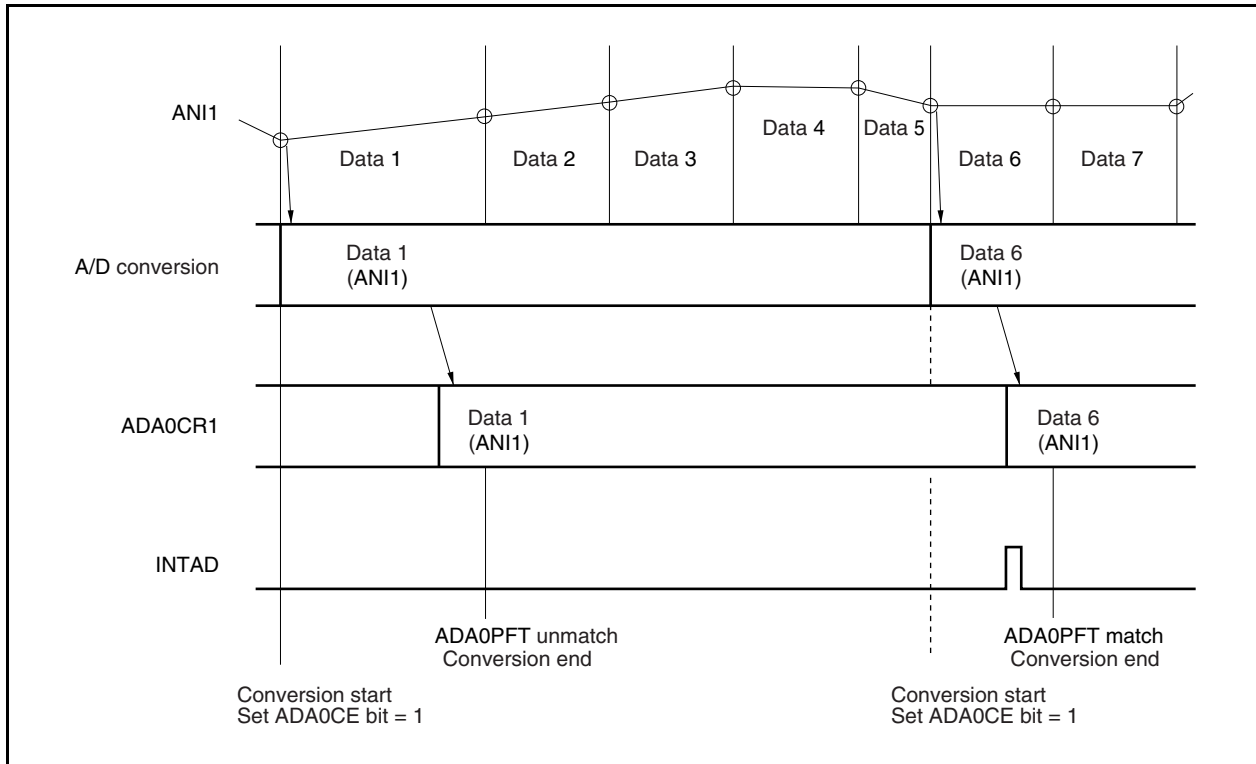 ANI1
Data 1
Data 2
Data 3
Data 4
Data 5
Data 6
Data 7
A/D conversion
Data 1
(ANI1)
Data 6
(ANI1)
ADA0CR1
Data 1
(ANI1)
Data 6
(ANI1)
INTAD
ADA0PFT unmatch
Conversion end
ADA0PFT match
Conversion end
Conversion start
Set ADA0CE bit = 1
Conversion start
Set ADA0CE bit = 1